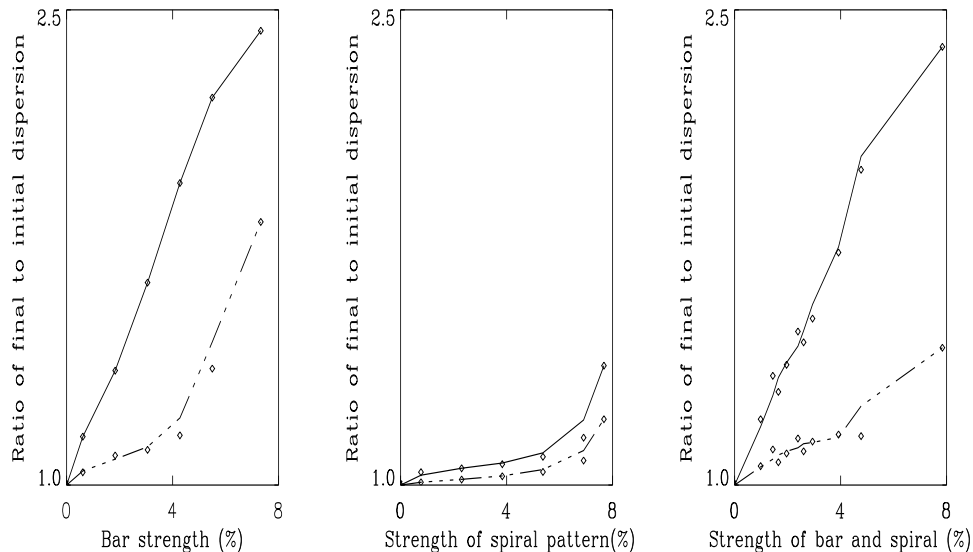 2.5
Ratio of final to initial dispersion
1.0
0 4 8
Bar strength (%)
2.5
Ratio of final to initial dispersion
1.0
0 4 8
Strength of spiral pattern(%)
2.5
Ratio of final to initial dispersion
1.0
0 4 8
Strength of bar and spiral (%)